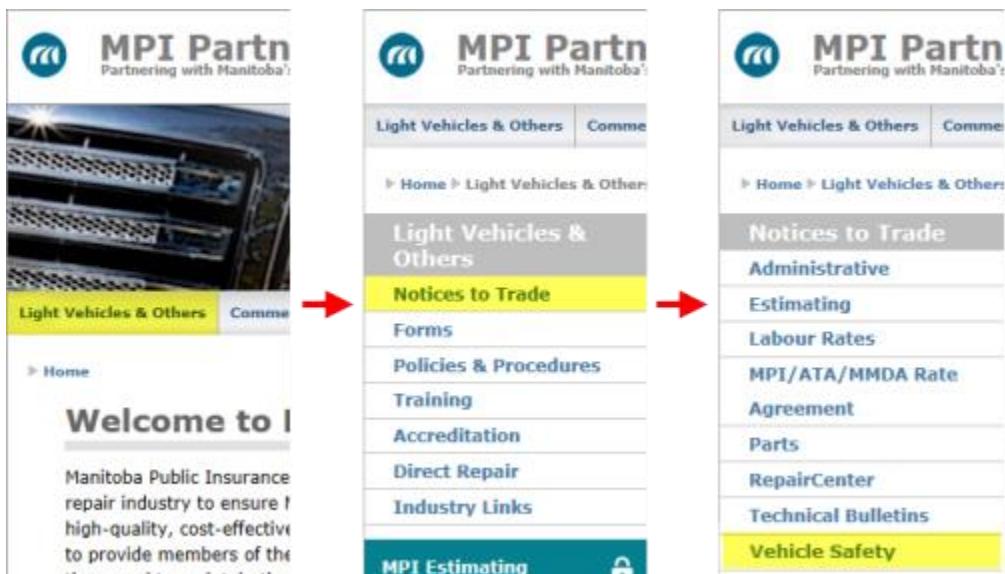 MPI Partn
Partnering with Manitoba's
Light Vehicles & Others Comme
Home
Welcome to
Manitoba Public Insurance
repair industry to ensure
high-quality, cost-effective
to provide members of the
MPI Partn
Partnering with Manitoba's
Light Vehicles & Others Comme
Home Light Vehicles & Others
Light Vehicles &
Others
Notices to Trade
Forms
Policies & Procedures
Training
Accreditation
Direct Repair
Industry Links
MPI Estimating
MPI Partn
Partnering with Manitoba's
Light Vehicles & Others Comme
Home Light Vehicles & Others
Notices to Trade
Administrative
Estimating
Labour Rates
MPI/ATA/MMDA Rate
Agreement
Parts
RepairCenter
Technical Bulletins
Vehicle Safety